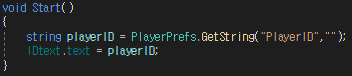 void Start()
{
string playerID = PlayerPrefs.GetString("PlayerID","");
IDtext.text = playerID;
}